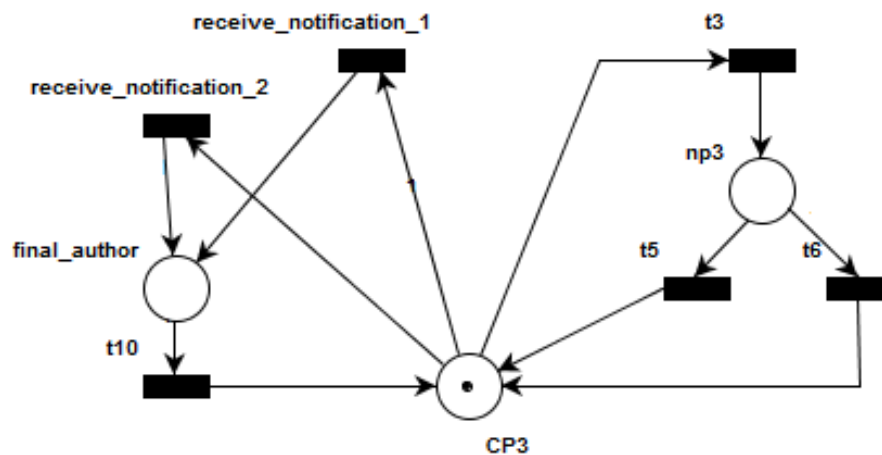 receive_notification_1
t3
receive_notification_2
np3
final_author
t5
t6
t10
CP3